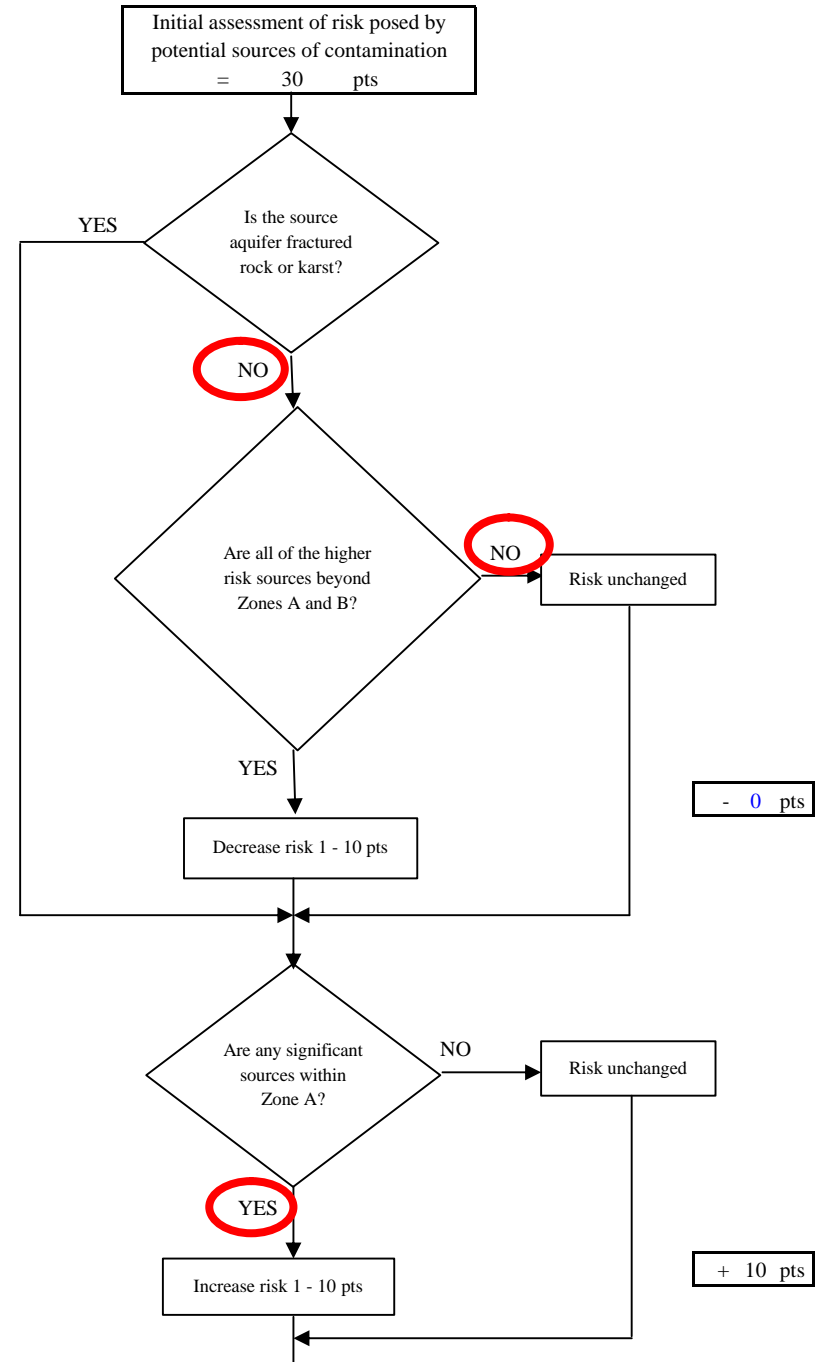 Initial assessment of risk posed by
potential sources of contamination
= 30 pts
YES
Is the source
aquifer fractured
rock or karst?
NO
Are all of the higher
risk sources beyond
Zones A and B?
NO
Risk unchanged
YES
- 0 pts
Decrease risk 1 - 10 pts
Are any significant
sources within
Zone A?
NO
Risk unchanged
YES
+ 10 pts
Increase risk 1 - 10 pts